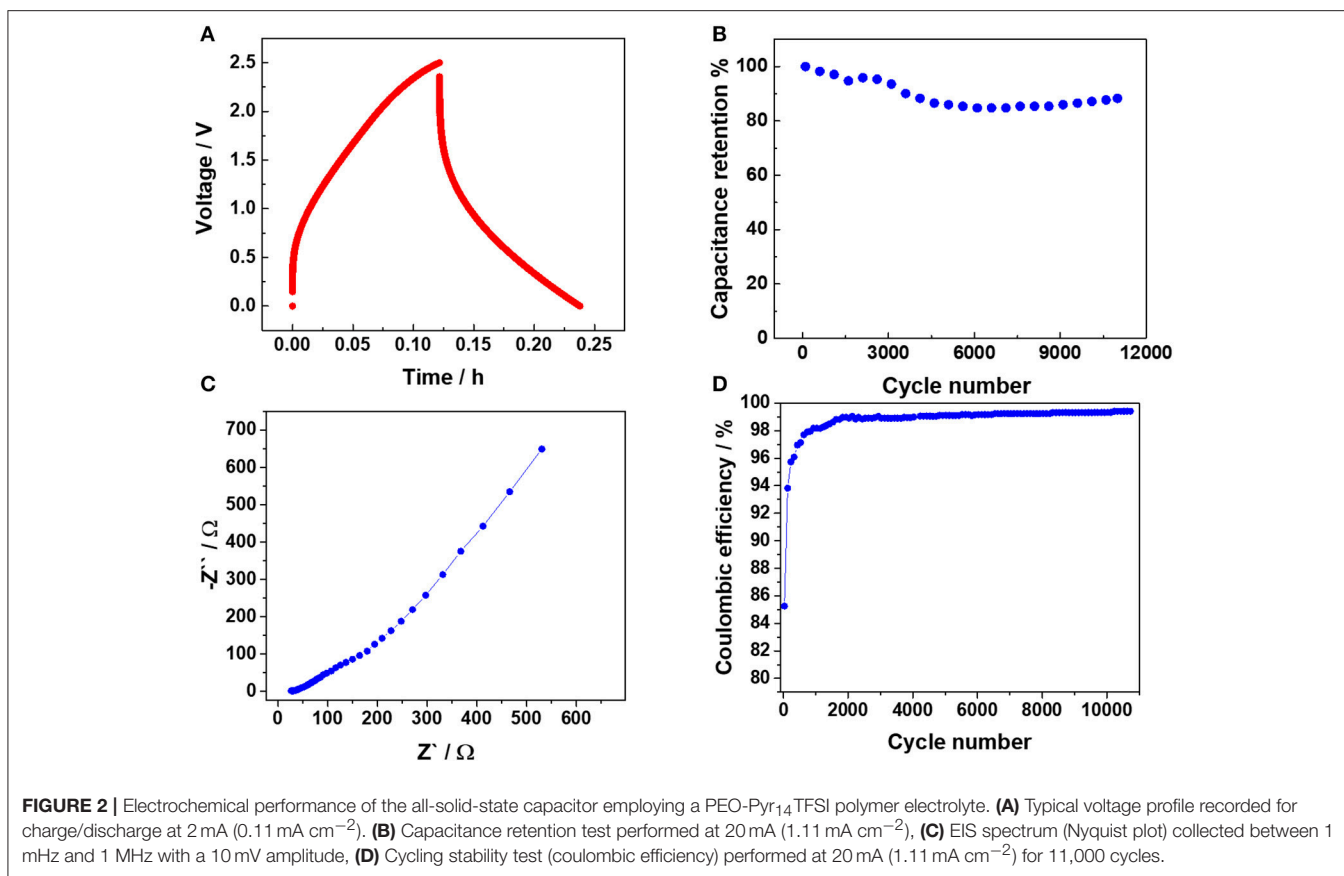 A
2.5
2.0
1.5
1.0
0.5
0.0
Voltage / V
0.00 0.05 0.10 0.15 0.20 0.25
Time / h
B
100
80
60
40
20
0
Capacitance retention %
0 3000 6000 9000 12000
Cycle number
C
700
600
500
400
300
200
100
0
-Z`` / Ω
0 100 200 300 400 500 600
Z` / Ω
D
100
98
96
94
92
90
88
86
84
82
80
Coulombic efficiency / %
0 2000 4000 6000 8000 10000
Cycle number
FIGURE 2 | Electrochemical performance of the all-solid-state capacitor employing a PEO-Pyr₁₄TFSI polymer electrolyte. (A) Typical voltage profile recorded for
charge/discharge at 2 mA (0.11 mA cm⁻²). (B) Capacitance retention test performed at 20 mA (1.11 mA cm⁻²), (C) EIS spectrum (Nyquist plot) collected between 1
mHz and 1 MHz with a 10 mV amplitude, (D) Cycling stability test (coulombic efficiency) performed at 20 mA (1.11 mA cm⁻²) for 11,000 cycles.